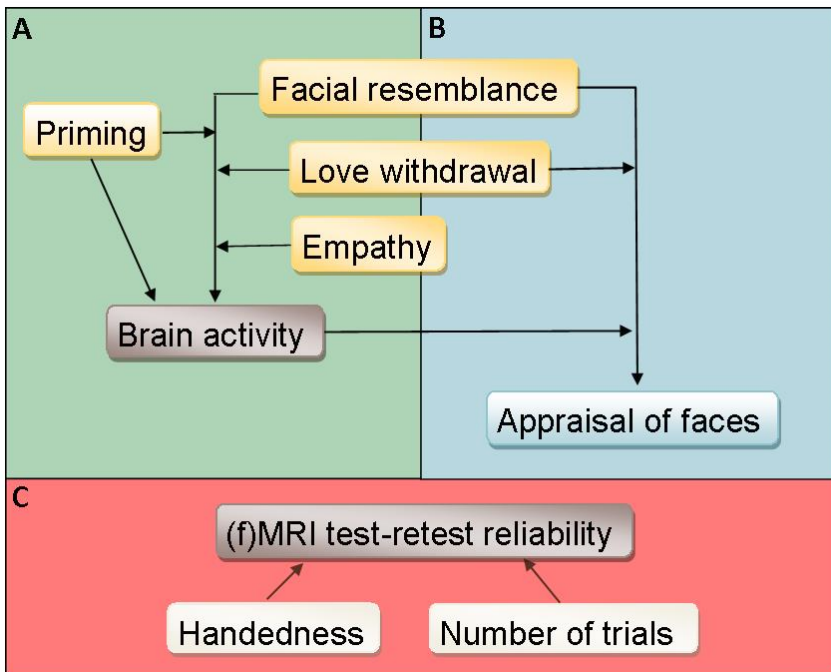 A
B
Facial resemblance
Priming
Love withdrawal
Empathy
Brain activity
Appraisal of faces
C
(f)MRI test-retest reliability
Handedness
Number of trials